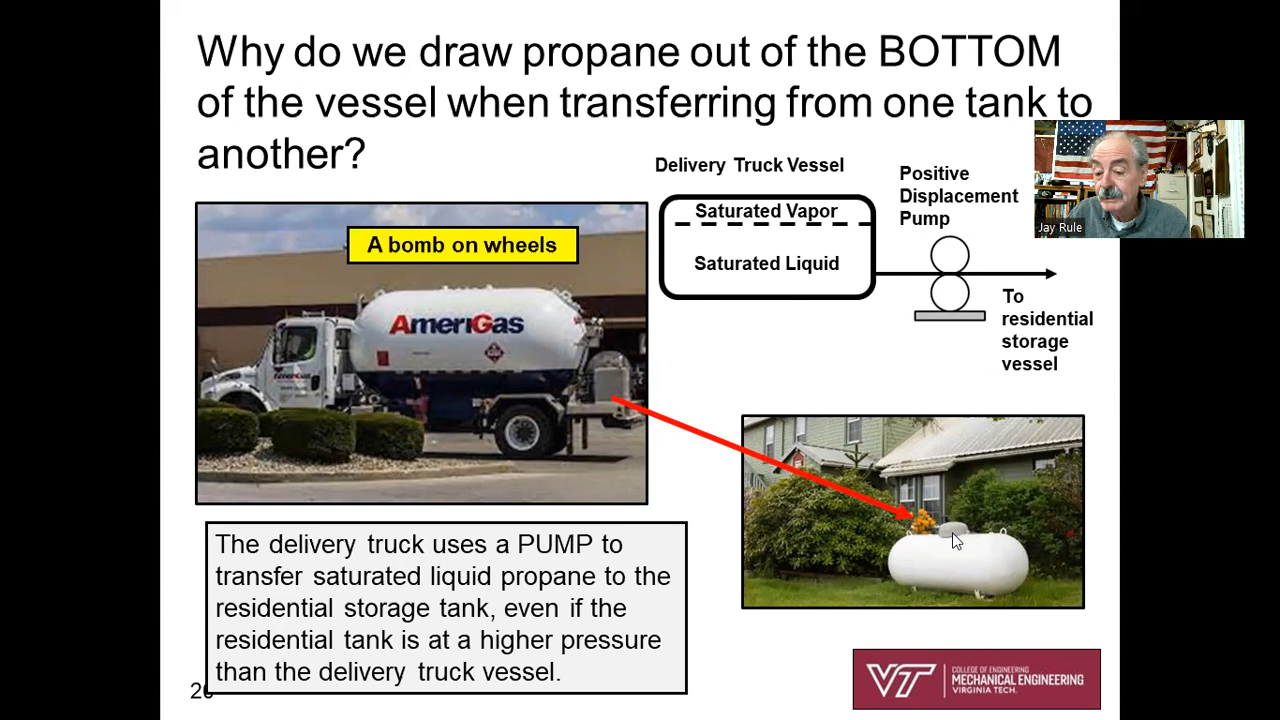 Why do we draw propane out of the BOTTOM
of the vessel when transferring from one tank to
another?
Delivery Truck Vessel
Saturated Vapor
Saturated Liquid
Positive
Displacement
Pump
To
residential
storage
vessel
Jay Rule
A bomb on wheels
AmeriGas
AmeriGas
The delivery truck uses a PUMP to
transfer saturated liquid propane to the
residential storage tank, even if the
residential tank is at a higher pressure
than the delivery truck vessel.
VT
COLLEGE OF ENGINEERING
MECHANICAL ENGINEERING
VIRGINIA TECH.